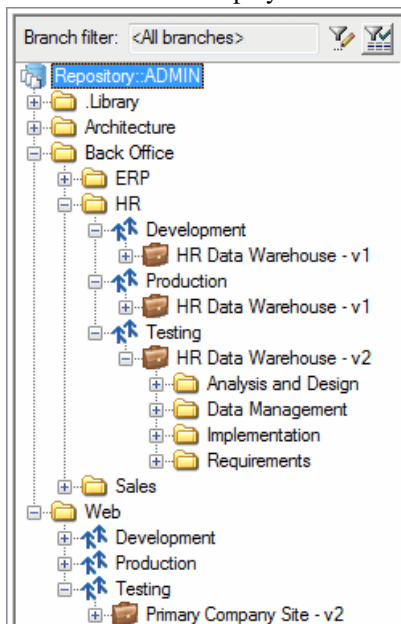 Branch filter: <All branches>
Repository::ADMIN
.Library
Architecture
Back Office
ERP
HR
Development
HR Data Warehouse - v1
Production
HR Data Warehouse - v1
Testing
HR Data Warehouse - v2
Analysis and Design
Data Management
Implementation
Requirements
Sales
Web
Development
Production
Testing
Primary Company Site - v2